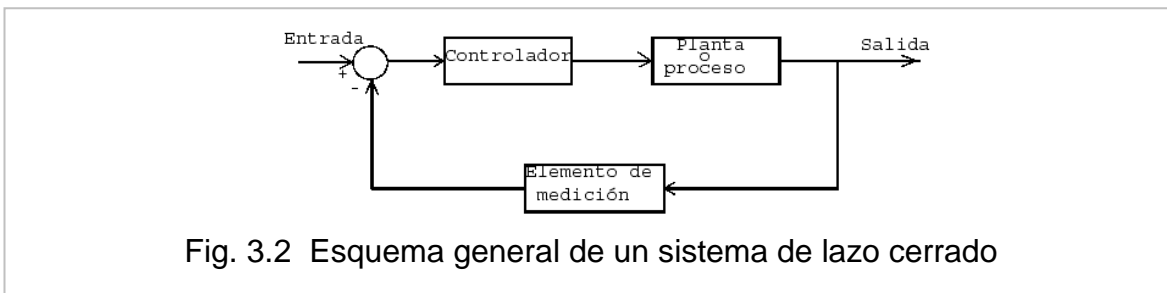 Entrada
+
-
Controlador
Planta
o
proceso
Salida
Elemento de
medición
Fig. 3.2 Esquema general de un sistema de lazo cerrado